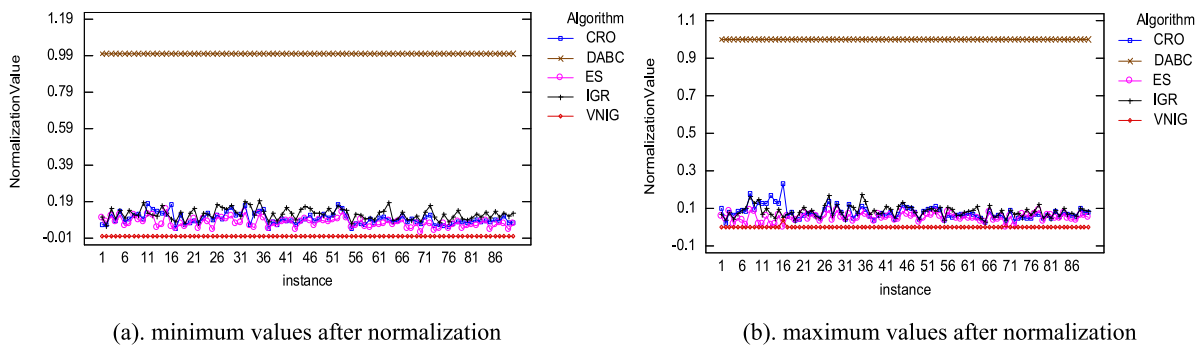 1.19
0.99
0.79
0.59
0.39
0.19
-0.01
NormalizationValue
1 6 11 16 21 26 31 36 41 46 51 56 61 66 71 76 81 86
instance
Algorithm
CRO
DABC
ES
IGR
VNIG
(a). minimum values after normalization
1.1
0.9
0.7
0.5
0.3
0.1
-0.1
NormalizationValue
1 6 11 16 21 26 31 36 41 46 51 56 61 66 71 76 81 86
instance
Algorithm
CRO
DABC
ES
IGR
VNIG
(b). maximum values after normalization